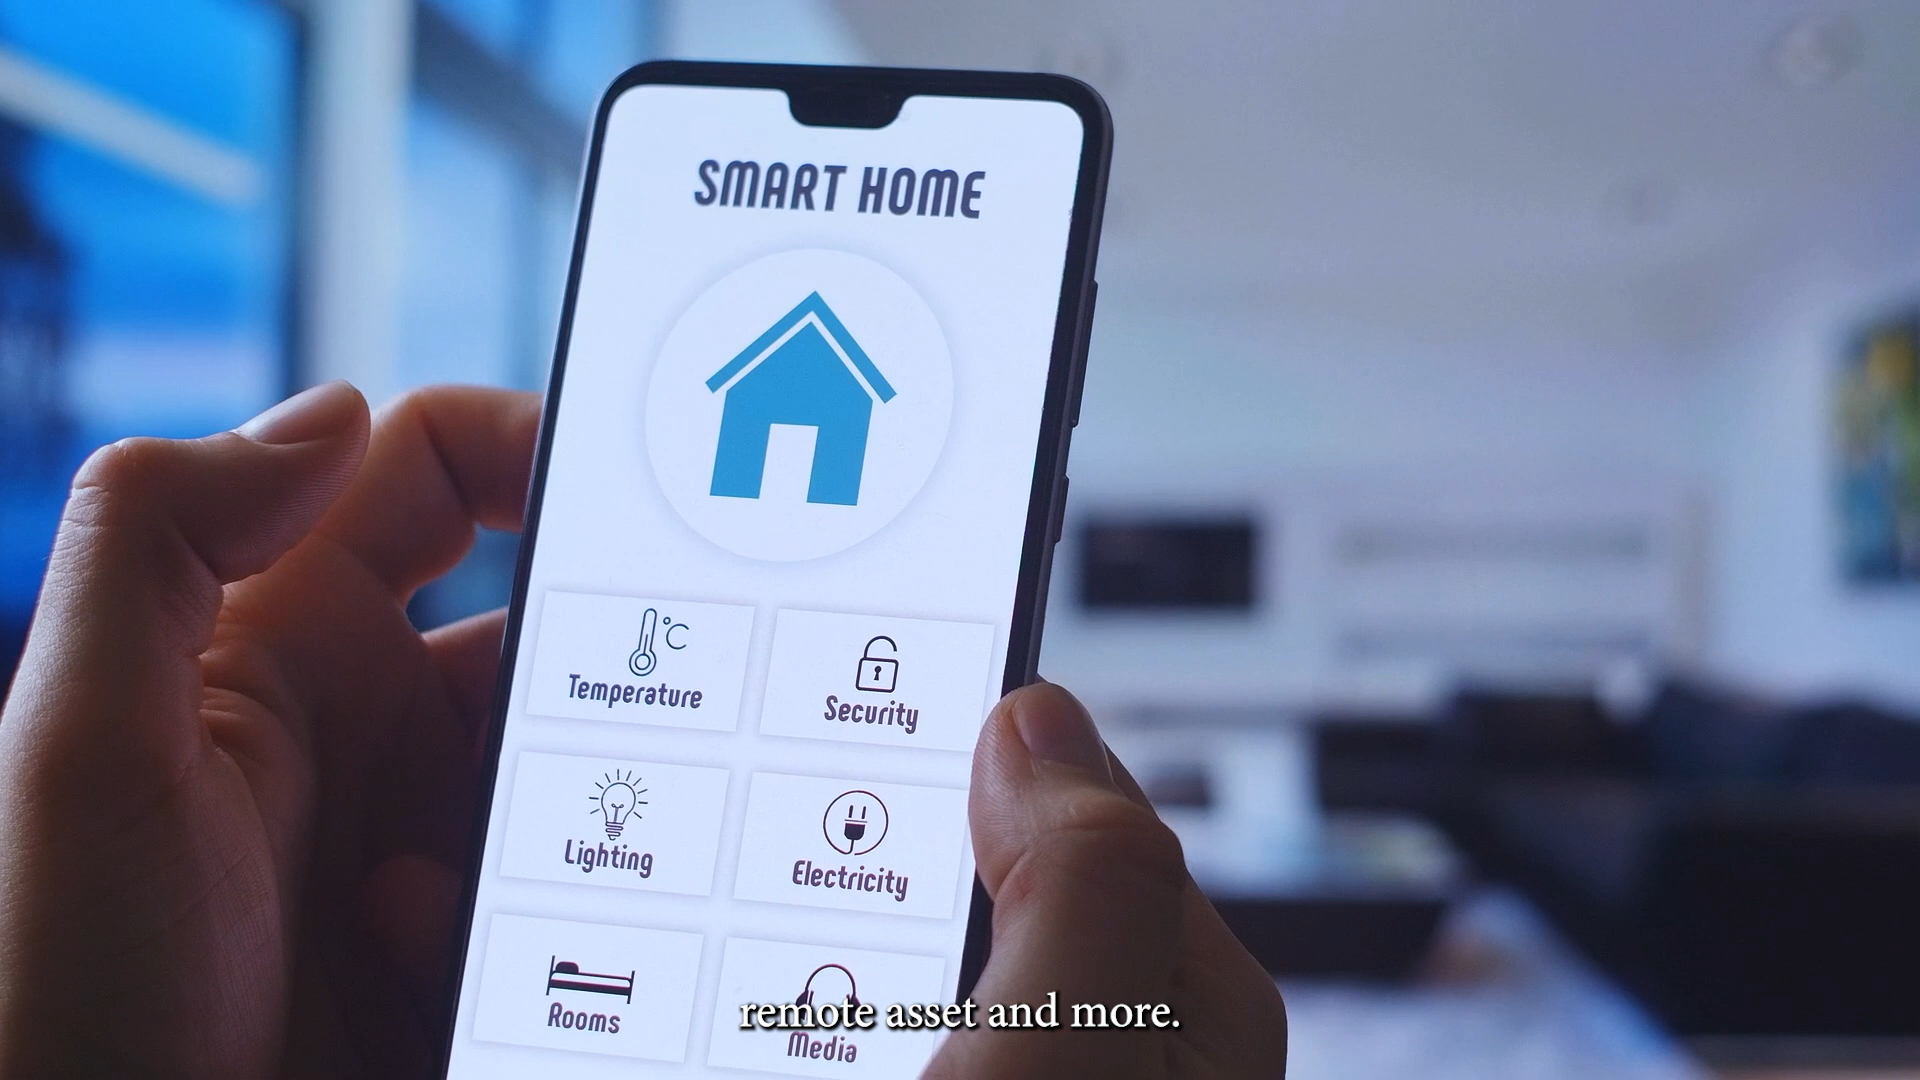 SMART HOME
°C
Temperature
Security
Lighting
Electricity
Rooms
Media
remote asset and more.